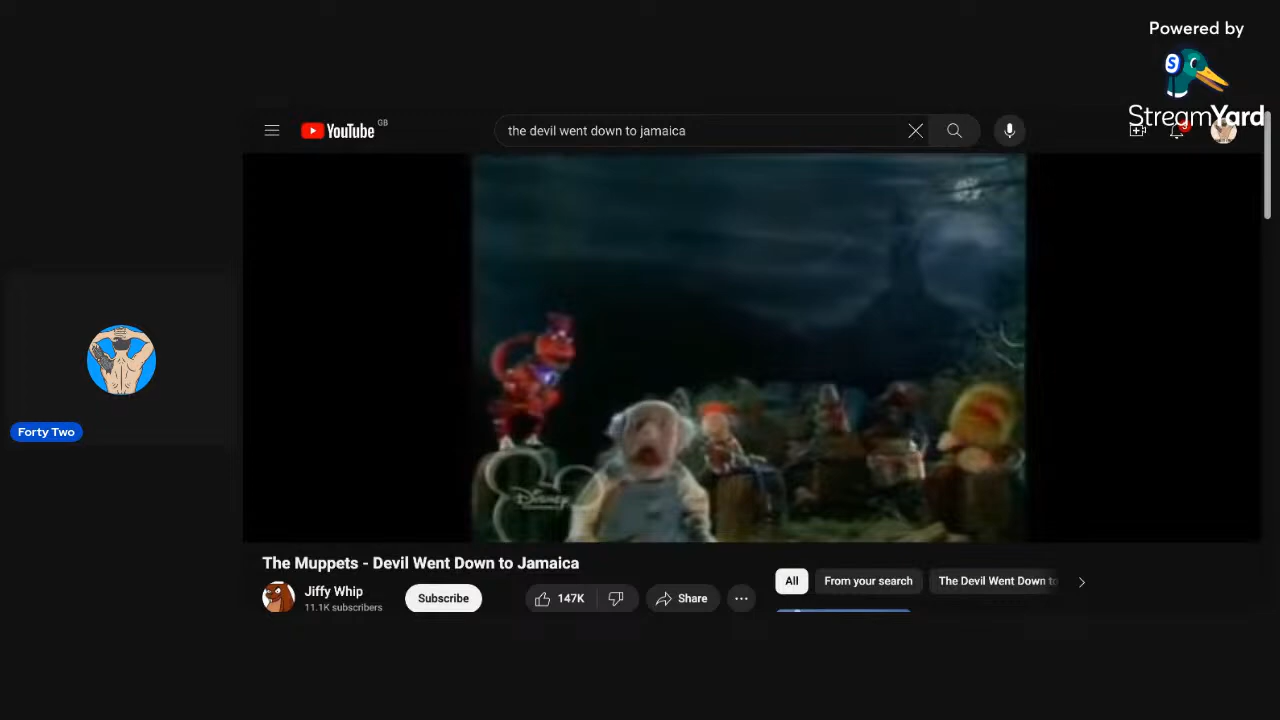 Powered by
StreamYard
YouTube GB
the devil went down to jamaica
Forty Two
Disney
The Muppets - Devil Went Down to Jamaica
Jiffy Whip
11.1K subscribers
Subscribe
147K
Share
All
From your search
The Devil Went Down to